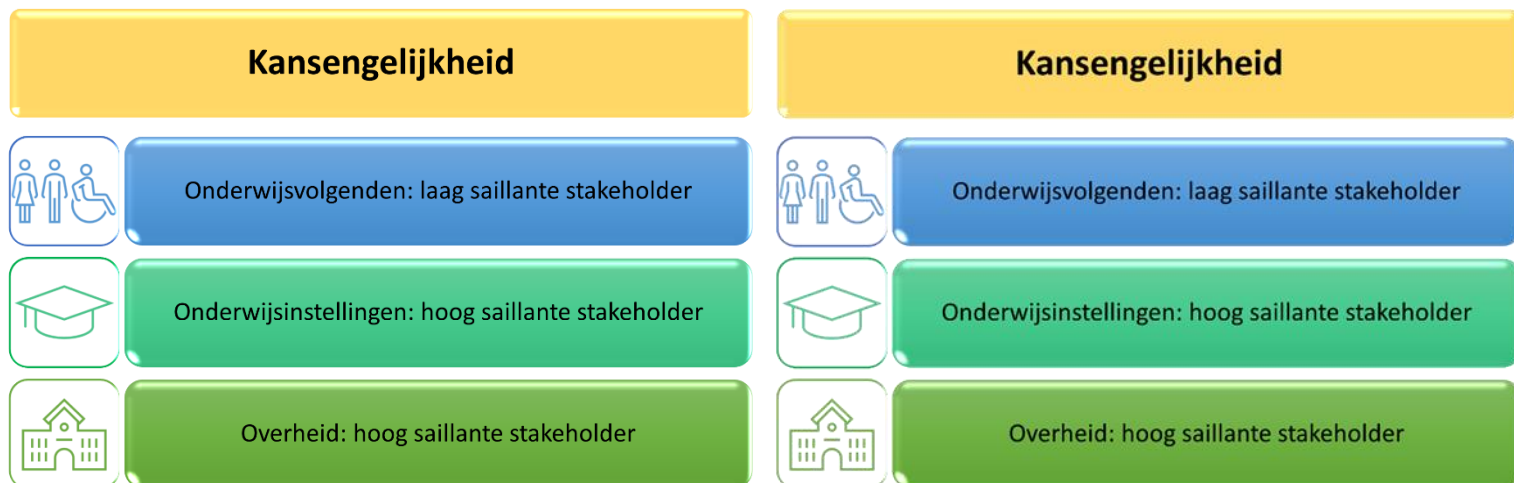 Kansengelijkheid
Onderwijsvolgenden: laag saillante stakeholder
Onderwijsinstellingen: hoog saillante stakeholder
Overheid: hoog saillante stakeholder
Kansengelijkheid
Onderwijsvolgenden: laag saillante stakeholder
Onderwijsinstellingen: hoog saillante stakeholder
Overheid: hoog saillante stakeholder